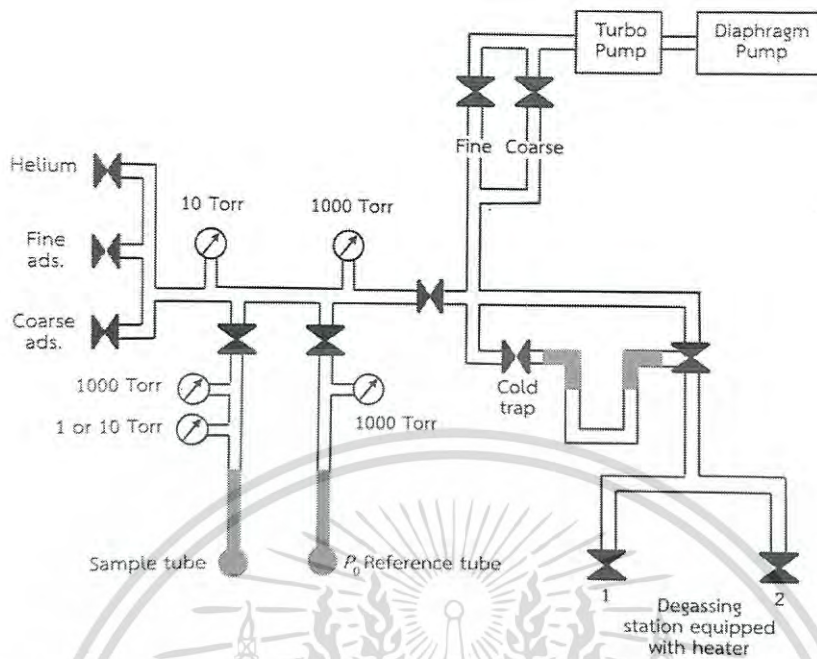 Turbo
Pump
Diaphragm
Pump
Fine
Coarse
Helium
10 Torr
1000 Torr
Fine
ads.
Coarse
ads.
1000 Torr
1 or 10 Torr
Cold
trap
1000 Torr
Sample tube
P₀ Reference tube
1
2
Degassing
station equipped
with heater